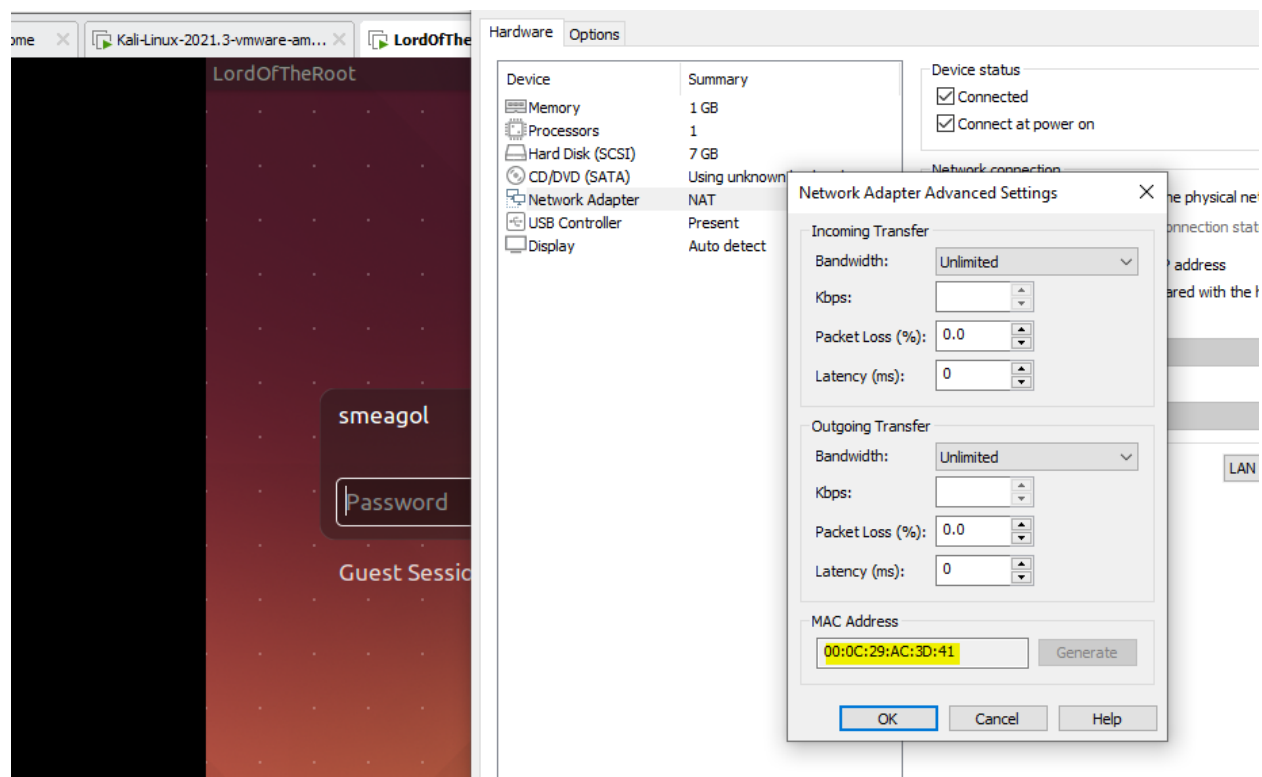 ome
Kali-Linux-2021.3-vmware-am...
LordOfThe
LordOfTheRoot
smeagol
Password
Guest Sessio
Hardware Options
Device Summary
Memory 1 GB
Processors 1
Hard Disk (SCSI) 7 GB
CD/DVD (SATA) Using unknown
Network Adapter NAT
USB Controller Present
Display Auto detect
Device status
Connected
Connect at power on
Network connection
he physical ne
onnection stat
address
ared with the h
LAN
Network Adapter Advanced Settings
Incoming Transfer
Bandwidth: Unlimited
Kbps:
Packet Loss (%): 0.0
Latency (ms): 0
Outgoing Transfer
Bandwidth: Unlimited
Kbps:
Packet Loss (%): 0.0
Latency (ms): 0
MAC Address
00:0C:29:AC:3D:41 Generate
OK Cancel Help